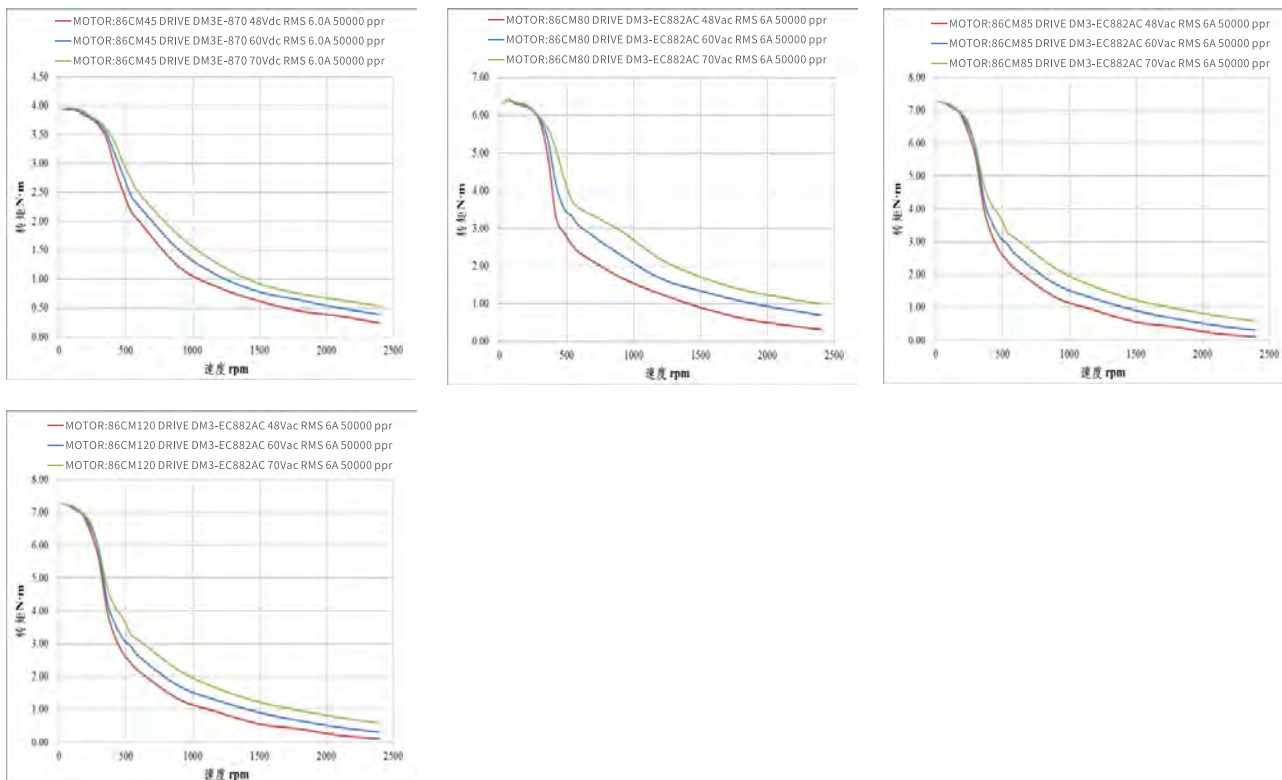 MOTOR:86CM45 DRIVE DM3E-870 48Vdc RMS 6.0A 50000 ppr
MOTOR:86CM45 DRIVE DM3E-870 60Vdc RMS 6.0A 50000 ppr
MOTOR:86CM45 DRIVE DM3E-870 70Vdc RMS 6.0A 50000 ppr
4.50
4.00
3.50
3.00
2.50
2.00
1.50
1.00
0.50
0.00
转矩N·m
0 500 1000 1500 2000 2500
速度 rpm
MOTOR:86CM80 DRIVE DM3-EC882AC 48Vac RMS 6A 50000 ppr
MOTOR:86CM80 DRIVE DM3-EC882AC 60Vac RMS 6A 50000 ppr
MOTOR:86CM80 DRIVE DM3-EC882AC 70Vac RMS 6A 50000 ppr
7.00
6.00
5.00
4.00
3.00
2.00
1.00
0.00
转矩N·m
0 500 1000 1500 2000 2500
速度 rpm
MOTOR:86CM85 DRIVE DM3-EC882AC 48Vac RMS 6A 50000 ppr
MOTOR:86CM85 DRIVE DM3-EC882AC 60Vac RMS 6A 50000 ppr
MOTOR:86CM85 DRIVE DM3-EC882AC 70Vac RMS 6A 50000 ppr
8.00
7.00
6.00
5.00
4.00
3.00
2.00
1.00
0.00
转矩N·m
0 500 1000 1500 2000 2500
速度 rpm
MOTOR:86CM120 DRIVE DM3-EC882AC 48Vac RMS 6A 50000 ppr
MOTOR:86CM120 DRIVE DM3-EC882AC 60Vac RMS 6A 50000 ppr
MOTOR:86CM120 DRIVE DM3-EC882AC 70Vac RMS 6A 50000 ppr
8.00
7.00
6.00
5.00
4.00
3.00
2.00
1.00
0.00
转矩N·m
0 500 1000 1500 2000 2500
速度 rpm